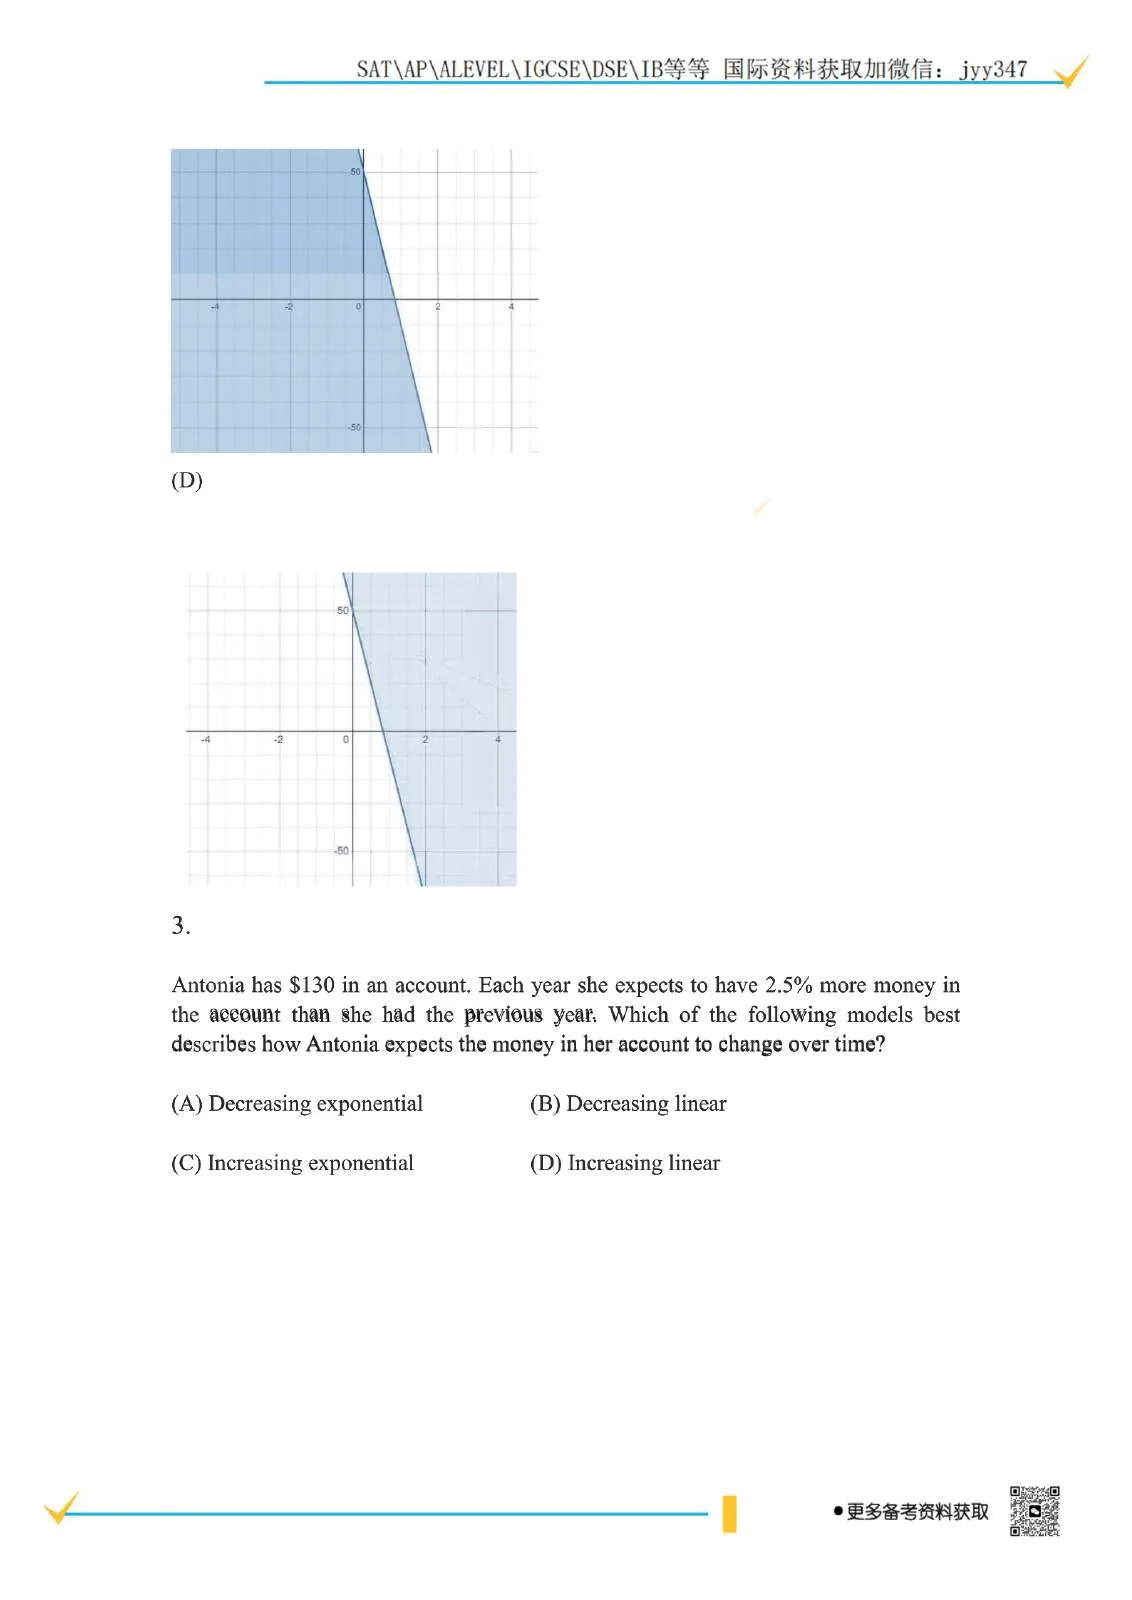 SAT\AP\ALEVEL\IGCSE\DSE\IB等等 国际资料获取加微信：jyy347
50
-4 -2 0 2 4
-50
(D)
50
-4 -2 0 2 4
-50
3.
Antonia has $130 in an account. Each year she expects to have 2.5% more money in
the account than she had the previous year. Which of the following models best
describes how Antonia expects the money in her account to change over time?
(A) Decreasing exponential (B) Decreasing linear
(C) Increasing exponential (D) Increasing linear
●更多备考资料获取